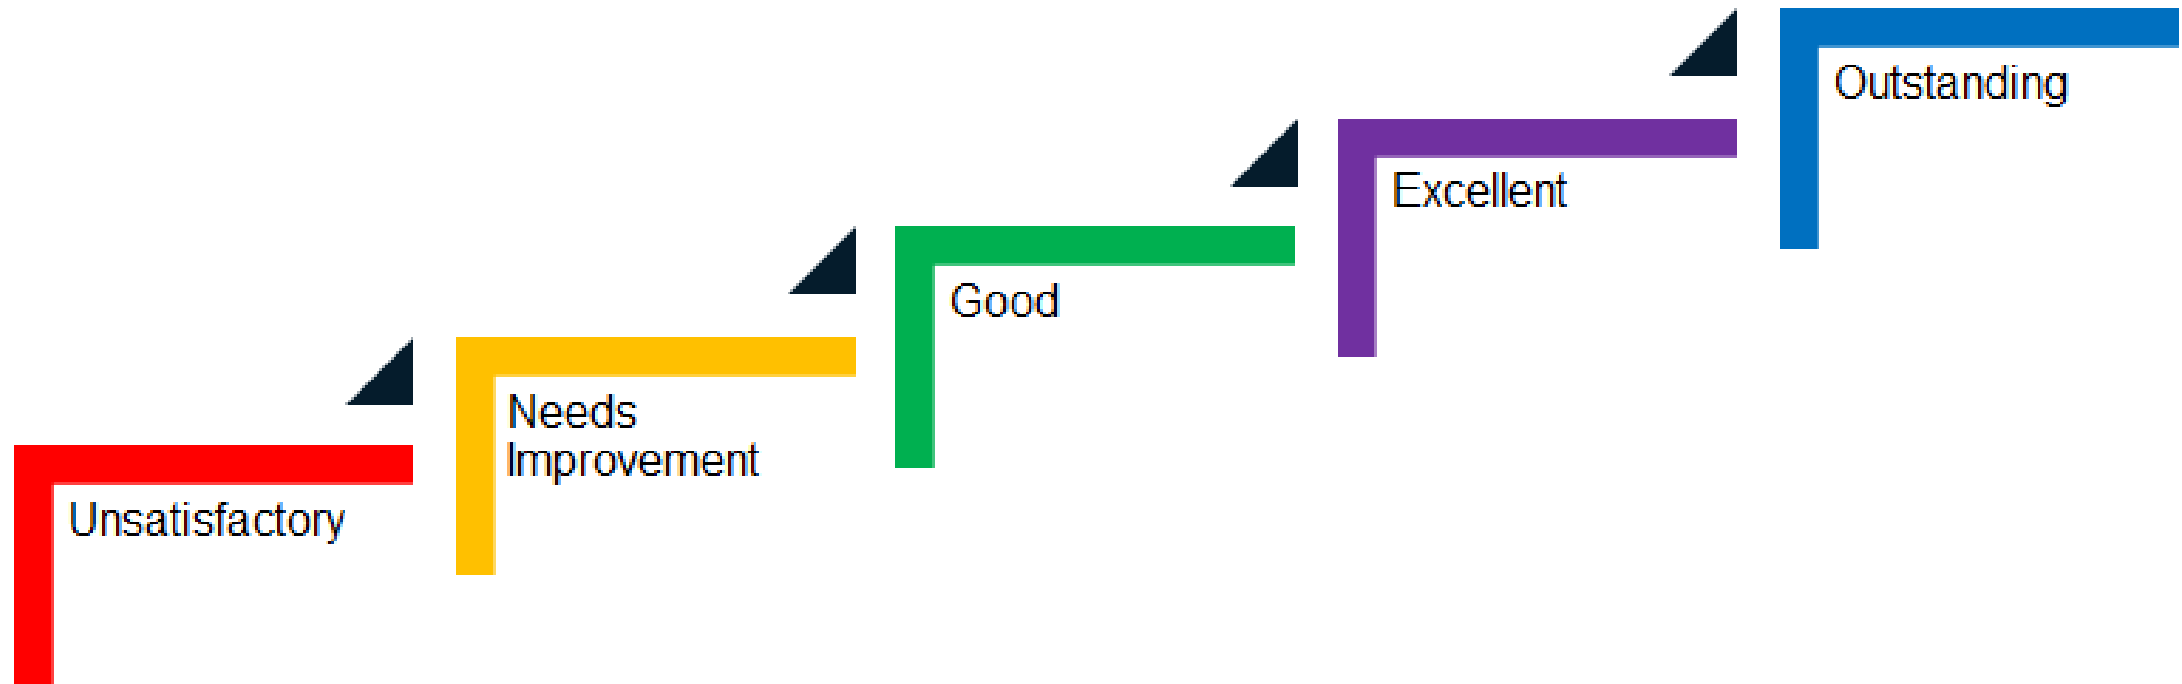 Outstanding
Excellent
Good
Needs
Improvement
Unsatisfactory